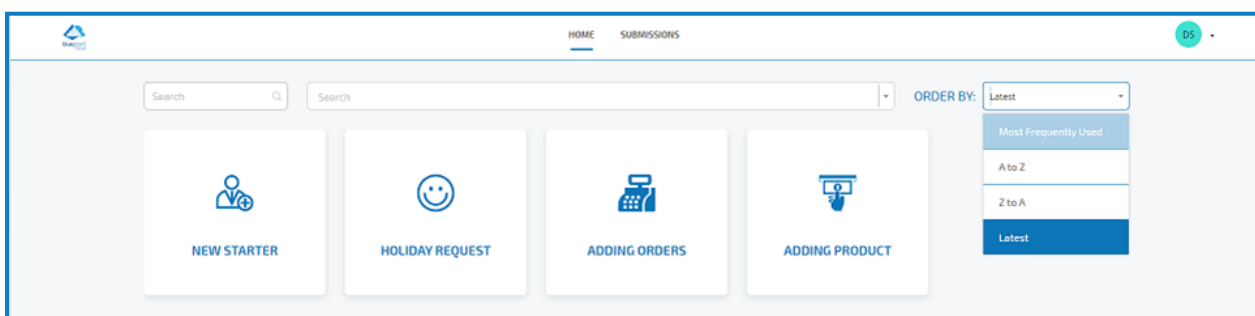 HOME SUBMISSIONS
DS
Search
Search
ORDER BY: Latest
Most Frequently Used
A to Z
Z to A
Latest
NEW STARTER
HOLIDAY REQUEST
ADDING ORDERS
ADDING PRODUCT